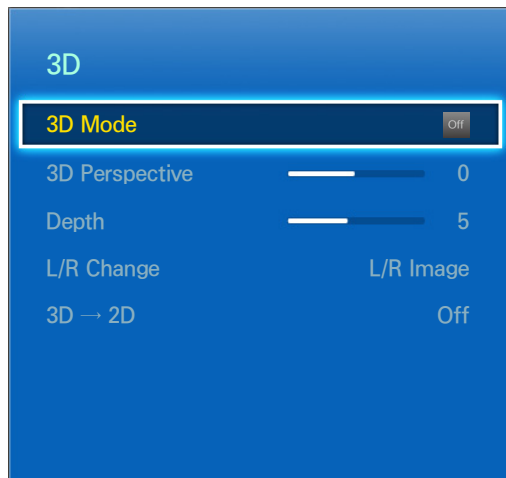 3D
3D Mode Off
3D Perspective 0
Depth 5
L/R Change L/R Image
3D → 2D Off